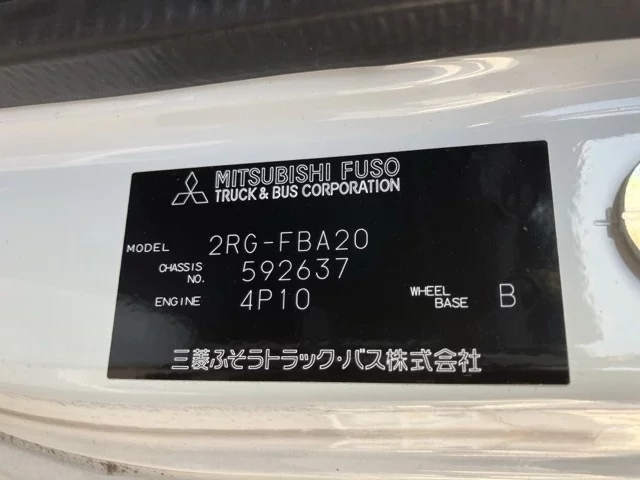 MITSUBISHI FUSO
TRUCK & BUS CORPORATION
MODEL 2RG-FBA20
CHASSIS NO. 592637
ENGINE 4P10 WHEEL BASE B
三菱ふそうトラック・バス株式会社